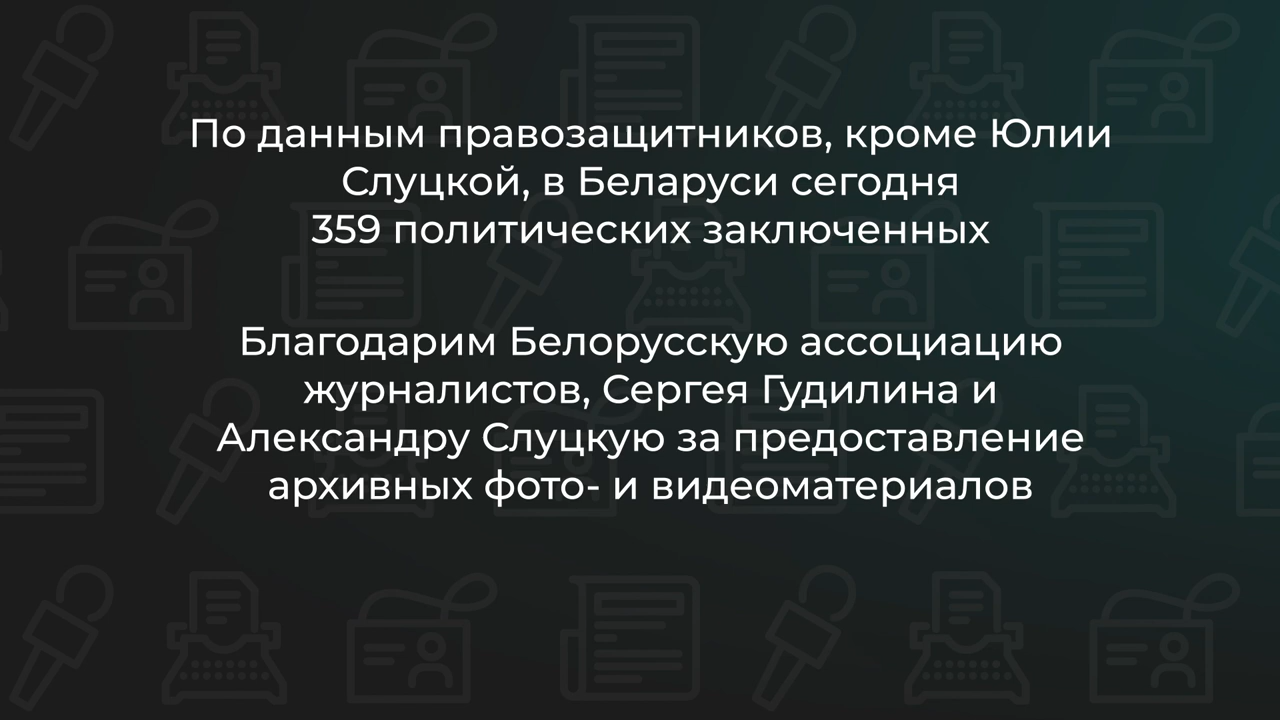 По данным правозащитников, кроме Юлии
Слуцкой, в Беларуси сегодня
359 политических заключенных
Благодарим Белорусскую ассоциацию
журналистов, Сергея Гудилина и
Александру Слуцкую за предоставление
архивных фото- и видеоматериалов